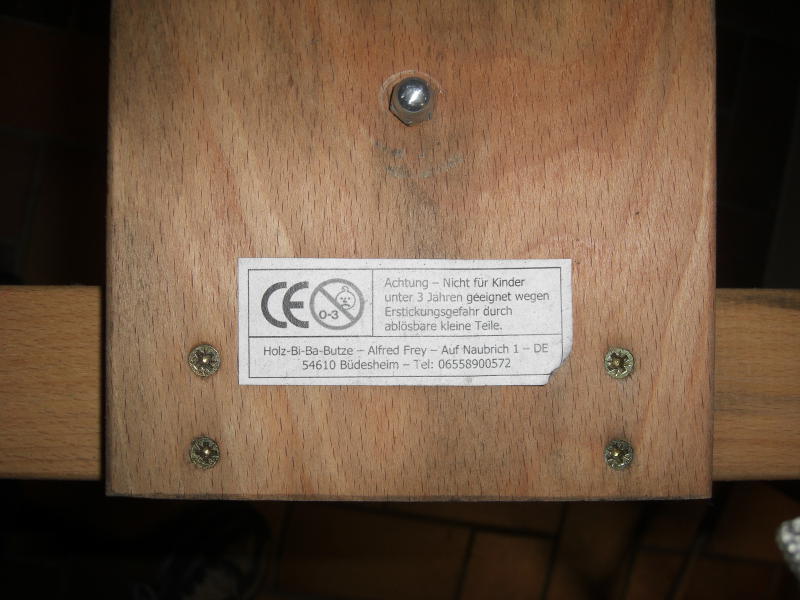 CE 0-3
Achtung – Nicht für Kinder
unter 3 Jahren geeignet wegen
Erstickungsgefahr durch
ablösbare kleine Teile.
Holz-Bi-Ba-Butze – Alfred Frey – Auf Naubrich 1 – DE
54610 Büdesheim – Tel: 06558900572